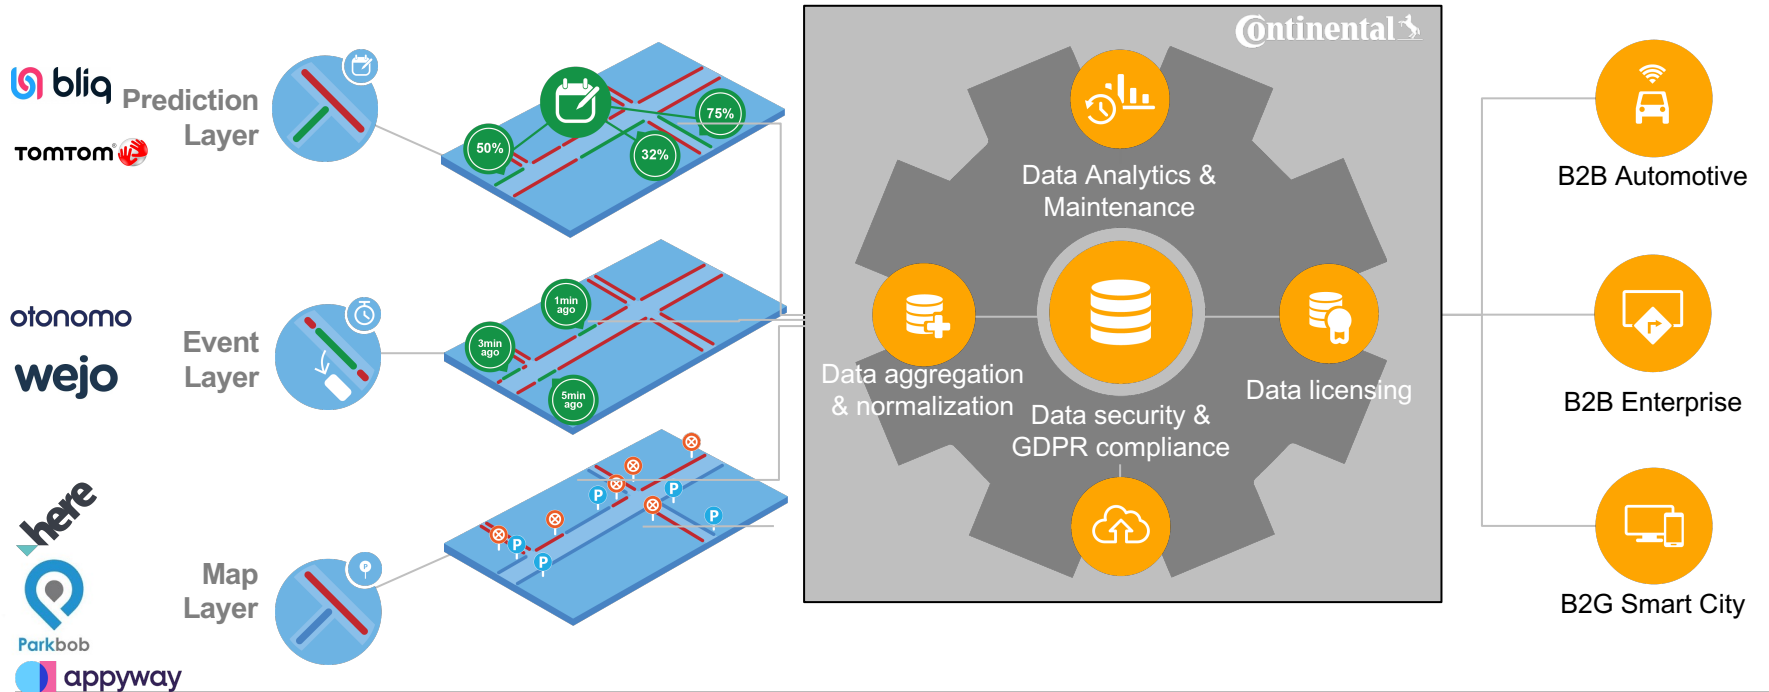 bliq
Prediction
Layer
TOMTOM
50%
75%
32%
otonomo
wejo
Event
Layer
1min
ago
3min
ago
5min
ago
here
Parkbob
appyway
Map
Layer
P
P
P
P
P
P
Continental
Data Analytics &
Maintenance
Data aggregation
& normalization
Data licensing
Data security &
GDPR compliance
B2B Automotive
B2B Enterprise
B2G Smart City